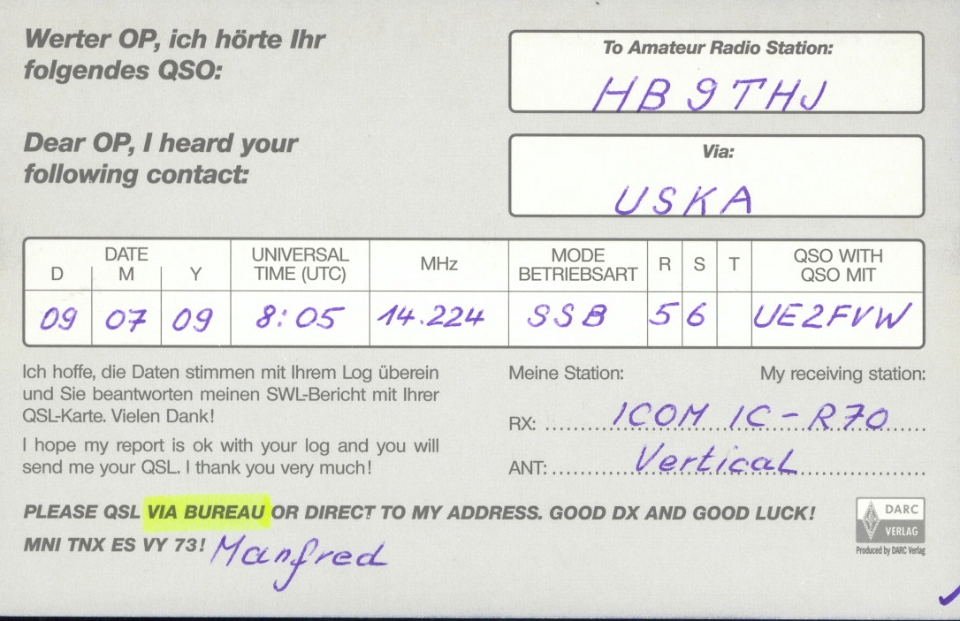 Werter OP, ich hörte Ihr
folgendes QSO:
To Amateur Radio Station:
HB9THJ
Dear OP, I heard your
following contact:
Via:
USKA
DATE
D M Y
UNIVERSAL
TIME (UTC)
MHz
MODE
BETRIEBSART
R S T
QSO WITH
QSO MIT
09 07 09 8:05 14.224 SSB 5 6 UE2FVW
Ich hoffe, die Daten stimmen mit Ihrem Log überein
und Sie beantworten meinen SWL-Bericht mit Ihrer
QSL-Karte. Vielen Dank!
I hope my report is ok with your log and you will
send me your QSL. I thank you very much!
Meine Station: My receiving station:
RX: ICOM IC-R70
ANT: Vertical
PLEASE QSL VIA BUREAU OR DIRECT TO MY ADDRESS. GOOD DX AND GOOD LUCK!
MNI TNX ES VY 73! Manfred
DARC
VERLAG
Produced by DARC Verlag